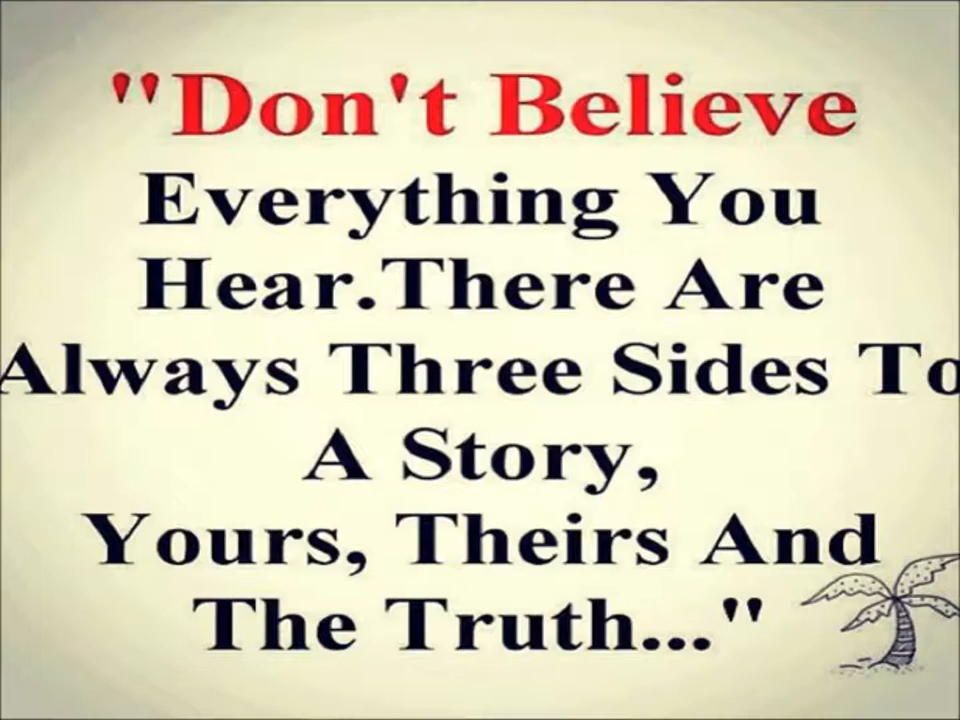 "Don't Believe
Everything You
Hear.There Are
Always Three Sides To
A Story,
Yours, Theirs And
The Truth..."